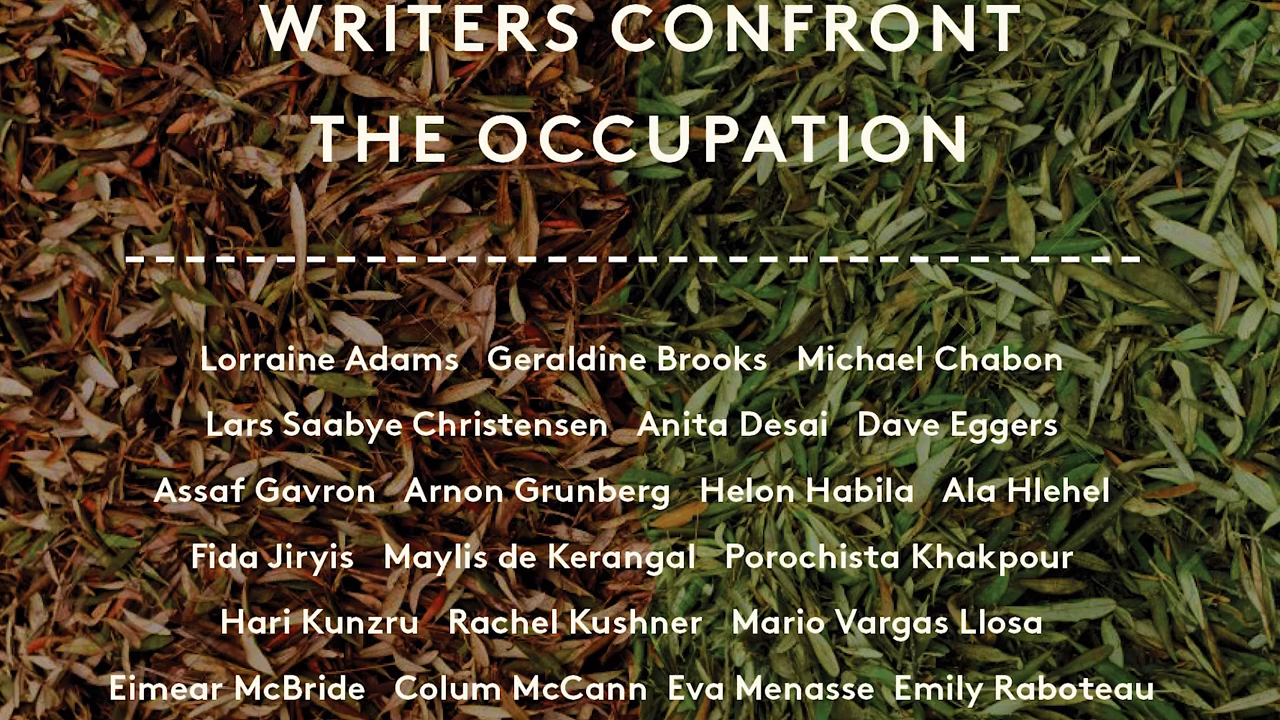 WRITERS CONFRONT
THE OCCUPATION
Lorraine Adams Geraldine Brooks Michael Chabon
Lars Saabye Christensen Anita Desai Dave Eggers
Assaf Gavron Arnon Grunberg Helon Habila Ala Hlehel
Fida Jiryis Maylis de Kerangal Porochista Khakpour
Hari Kunzru Rachel Kushner Mario Vargas Llosa
Eimear McBride Colum McCann Eva Menasse Emily Raboteau